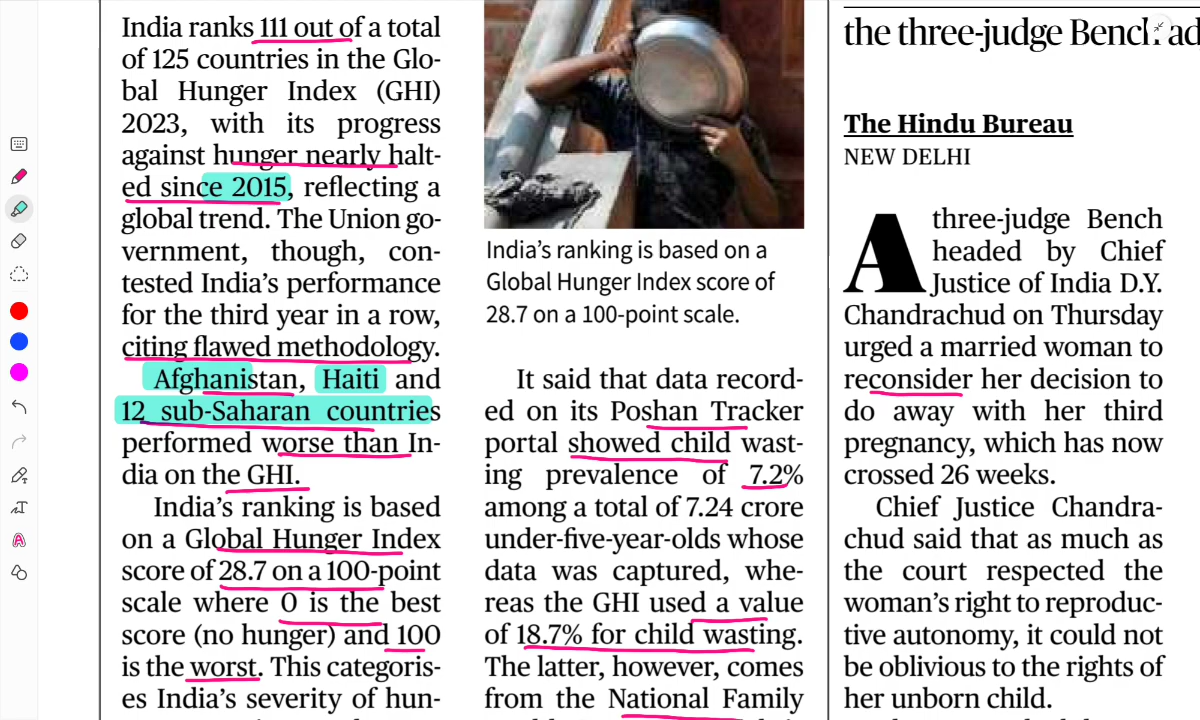 India ranks 111 out of a total
of 125 countries in the Glo-
bal Hunger Index (GHI)
2023, with its progress
against hunger nearly halt-
ed since 2015, reflecting a
global trend. The Union go-
vernment, though, con-
tested India’s performance
for the third year in a row,
citing flawed methodology.
Afghanistan, Haiti and
12 sub-Saharan countries
performed worse than In-
dia on the GHI.
India’s ranking is based
on a Global Hunger Index
score of 28.7 on a 100-point
scale where 0 is the best
score (no hunger) and 100
is the worst. This categoris-
es India’s severity of hun-
India’s ranking is based on a
Global Hunger Index score of
28.7 on a 100-point scale.
It said that data record-
ed on its Poshan Tracker
portal showed child wast-
ing prevalence of 7.2%
among a total of 7.24 crore
under-five-year-olds whose
data was captured, whe-
reas the GHI used a value
of 18.7% for child wasting.
The latter, however, comes
from the National Family
the three-judge Bench ad
The Hindu Bureau
NEW DELHI
A three-judge Bench
headed by Chief
Justice of India D.Y.
Chandrachud on Thursday
urged a married woman to
reconsider her decision to
do away with her third
pregnancy, which has now
crossed 26 weeks.
Chief Justice Chandra-
chud said that as much as
the court respected the
woman’s right to reproduc-
tive autonomy, it could not
be oblivious to the rights of
her unborn child.